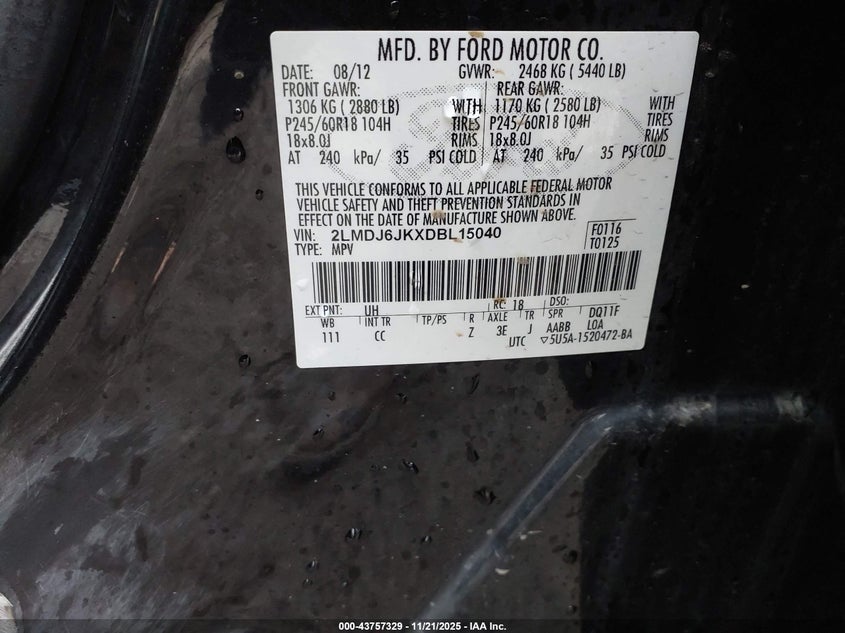 MFD. BY FORD MOTOR CO.
DATE: 08/12 GVWR: 2468 KG ( 5440 LB)
FRONT GAWR: REAR GAWR:
1306 KG ( 2880 LB) WITH 1170 KG ( 2580 LB) WITH
P245/60R18 104H TIRES P245/60R18 104H TIRES
18x8.0J RIMS 18x8.0J RIMS
AT 240 kPa/ 35 PSI COLD AT 240 kPa/ 35 PSI COLD
THIS VEHICLE CONFORMS TO ALL APPLICABLE FEDERAL MOTOR
VEHICLE SAFETY AND THEFT PREVENTION STANDARDS IN
EFFECT ON THE DATE OF MANUFACTURE SHOWN ABOVE.
VIN: 2LMDJ6JKXDBL15040 F0116
TYPE: MPV T0125
EXT PNT: UH RC: 18 DSO:
WB INT TR TP/PS R AXLE TR SPR DQ11F
111 CC Z 3E J AABB LOA
UTC ▽5U5A-1520472-BA
000-43757329 - 11/21/2025 - IAA Inc.